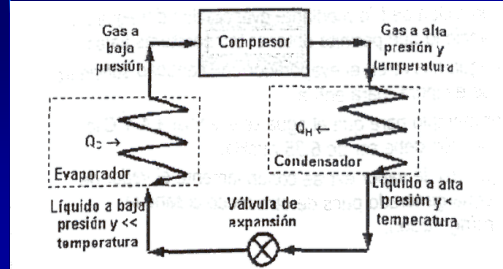 Gas a
baja
presión
Compresor
Gas a alta
presión y
temperatura
Q →
Evaporador
Q_H ←
Condensador
Líquido a baja
presión y <<
temperatura
Válvula de
expansión
Líquido a alta
presión y <
temperatura